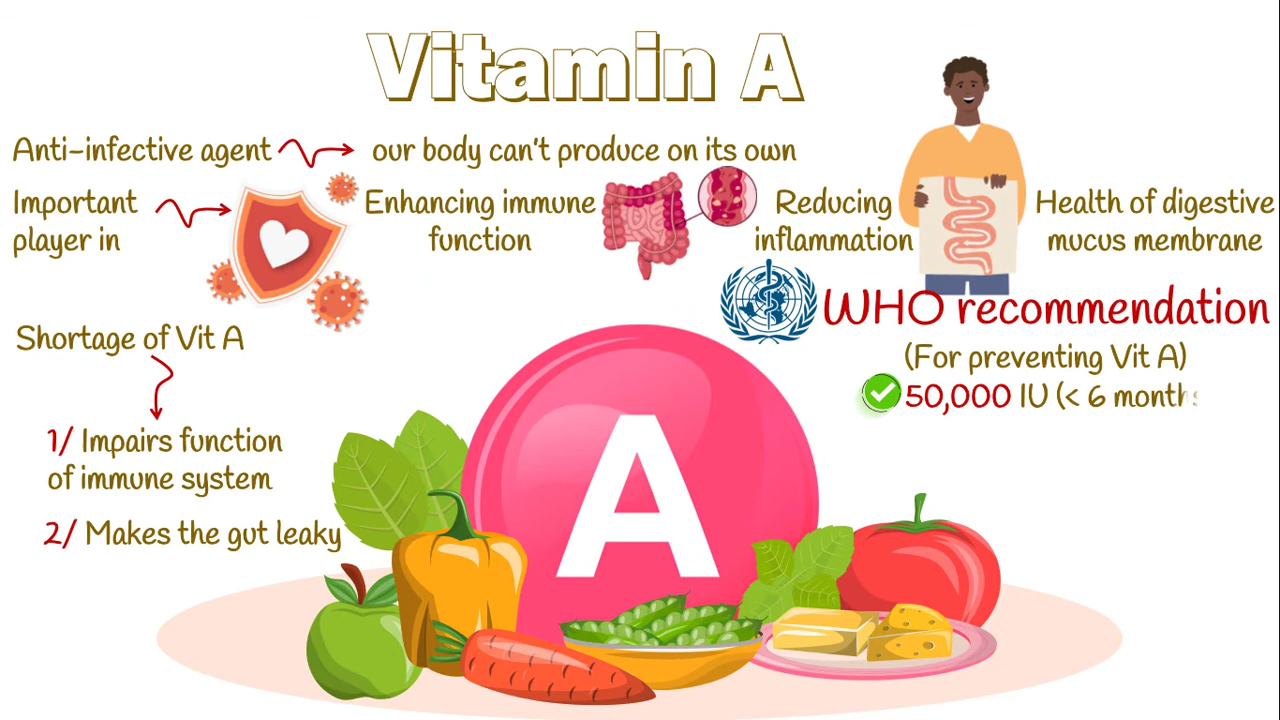 Vitamin A
Anti-infective agent
our body can't produce on its own
Important
player in
Enhancing immune
function
Reducing
inflammation
Health of digestive
mucus membrane
WHO recommendation
(For preventing Vit A)
50,000 IU (< 6 months
Shortage of Vit A
1/ Impairs function
of immune system
2/ Makes the gut leaky
A